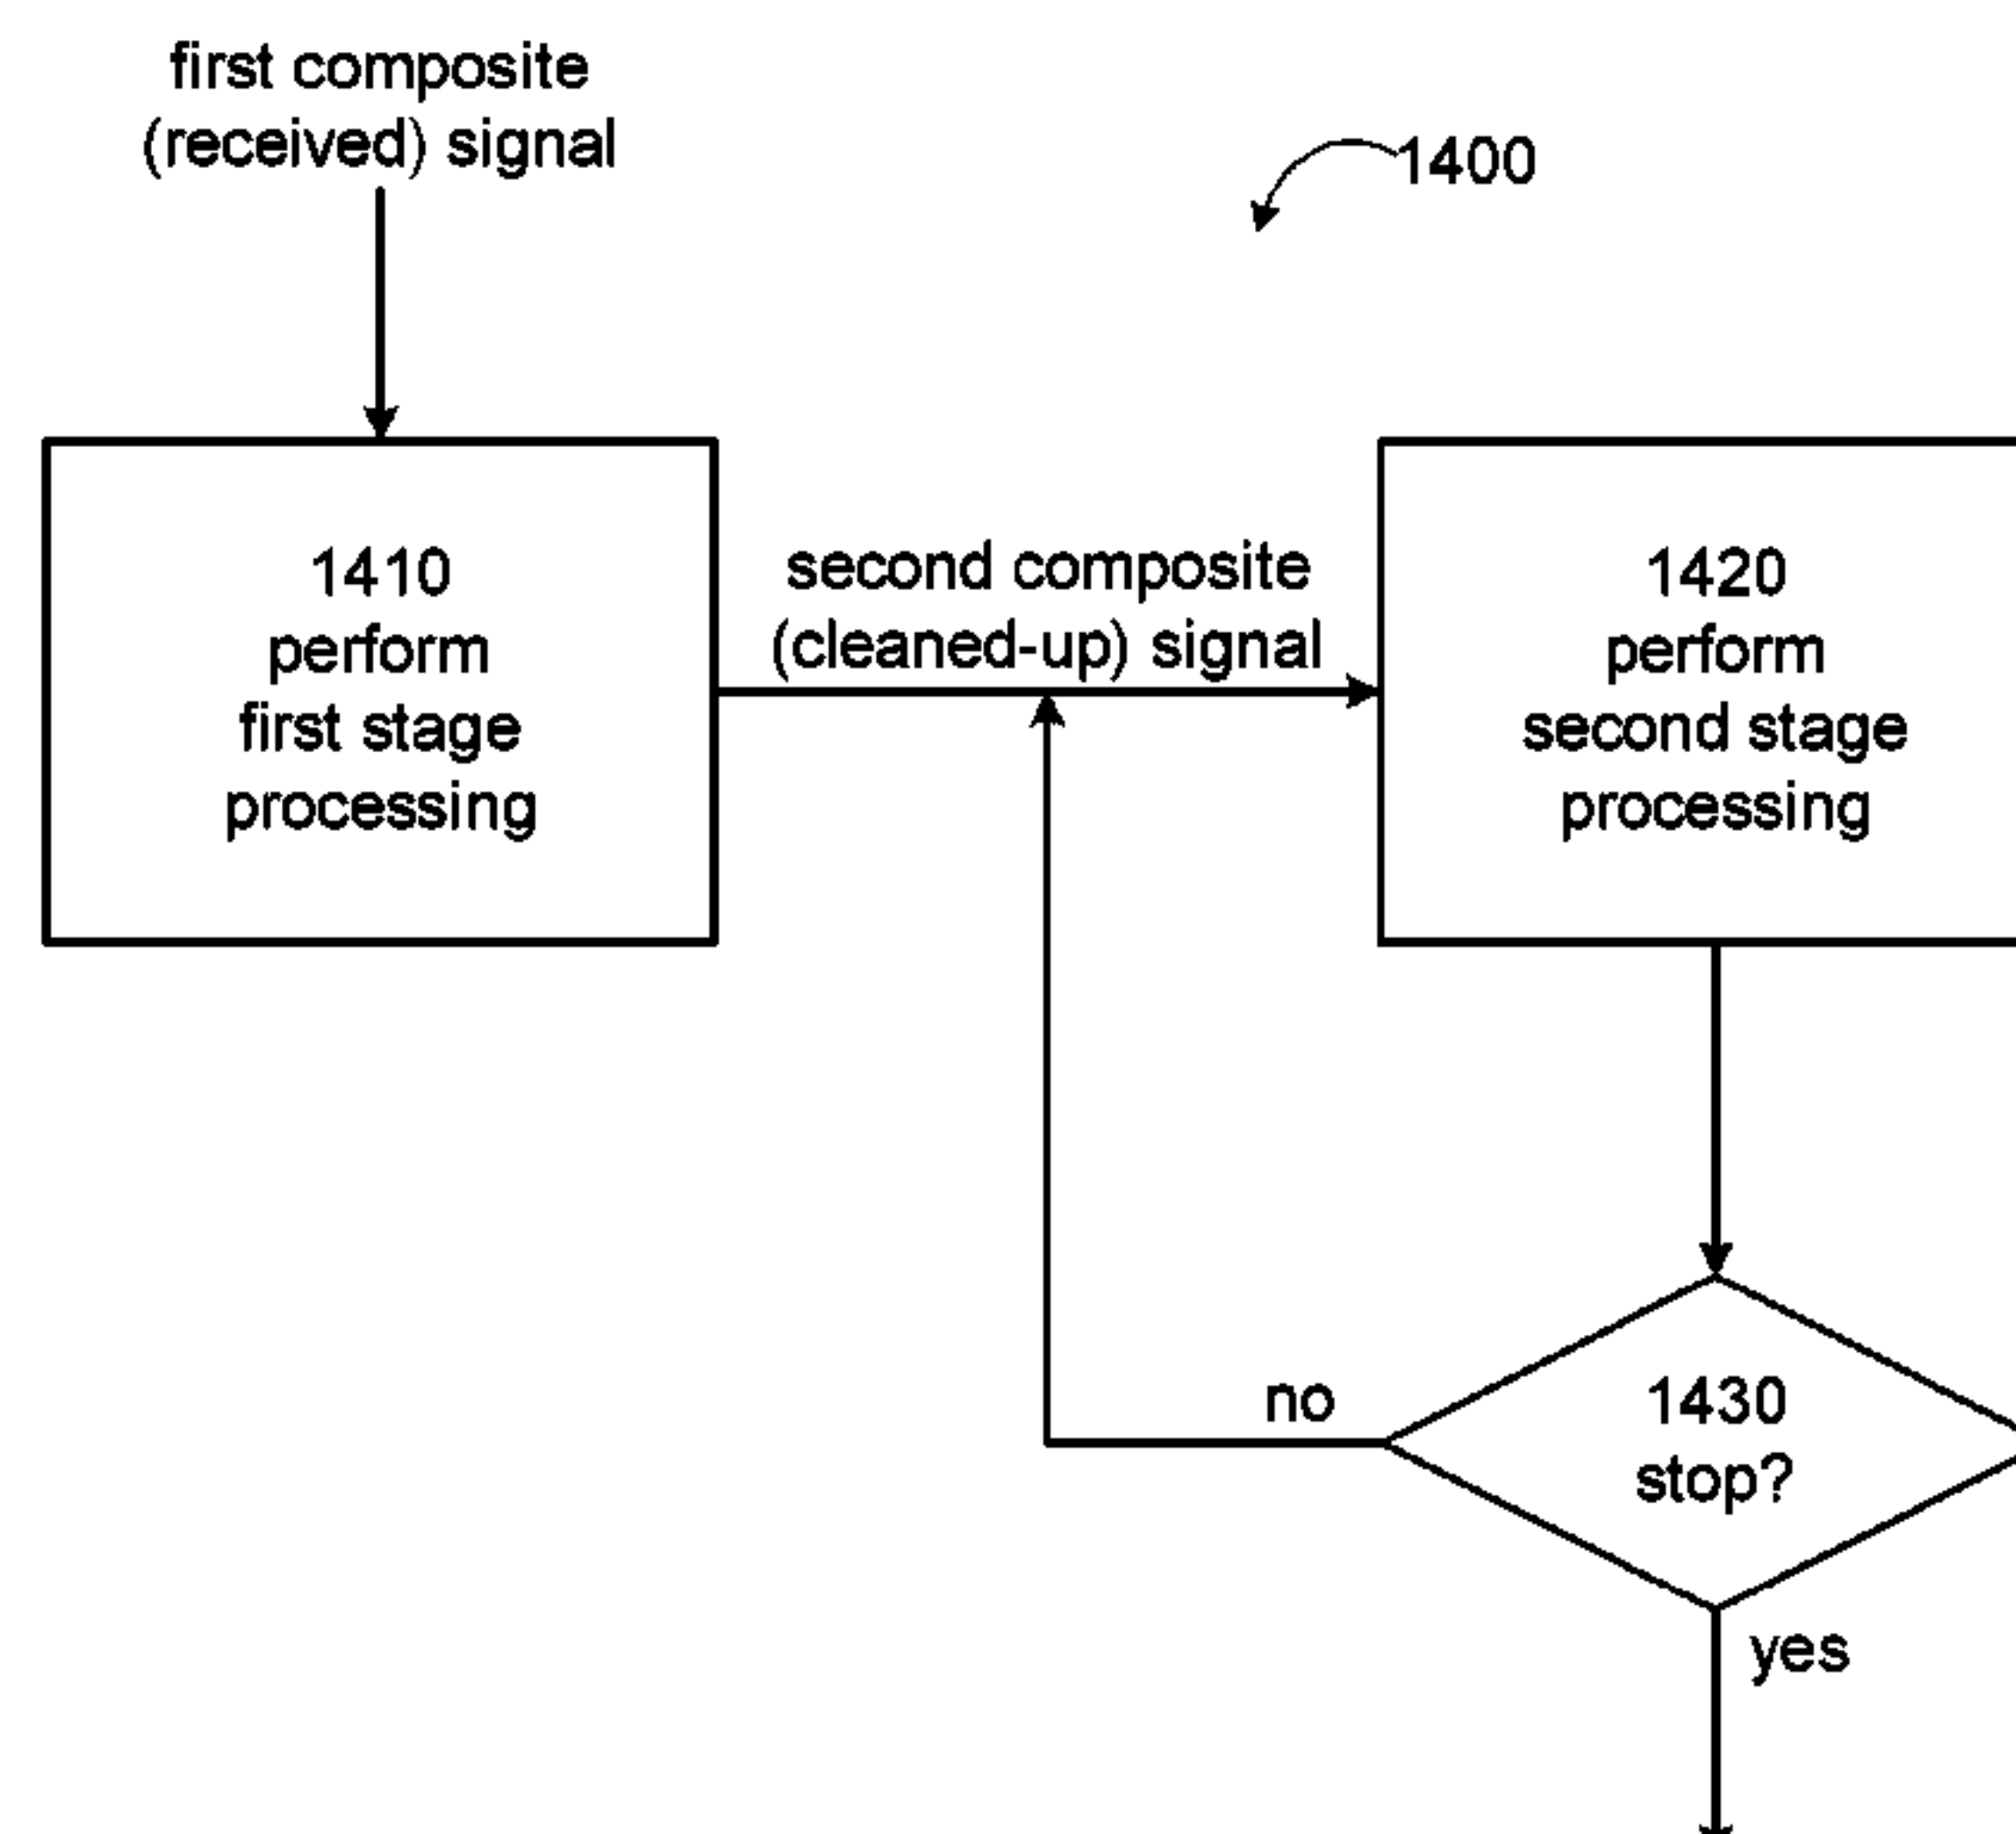 first composite
(received) signal
1400
1410
perform
first stage
processing
second composite
(cleaned-up) signal
1420
perform
second stage
processing
no
1430
stop?
yes